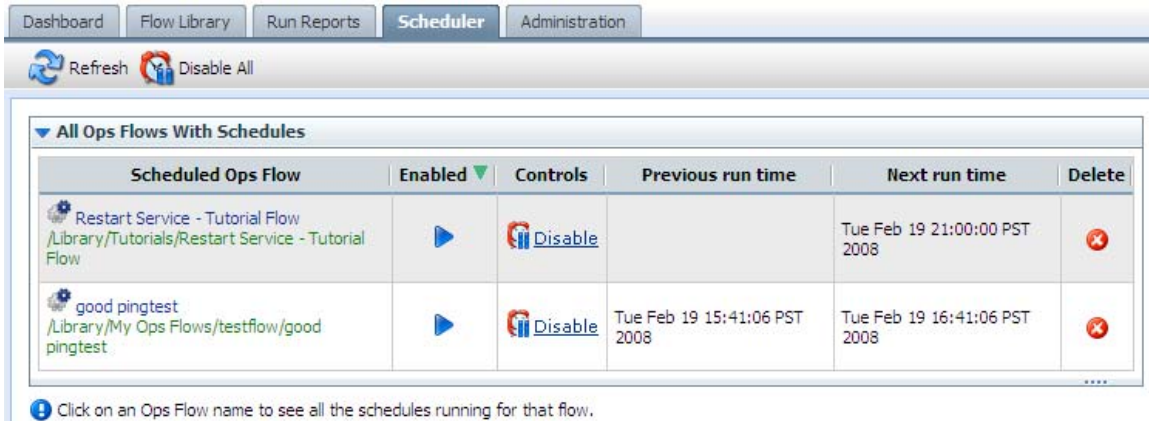 Dashboard Flow Library Run Reports Scheduler Administration
Refresh Disable All
All Ops Flows With Schedules
Scheduled Ops Flow Enabled Controls Previous run time Next run time Delete
Restart Service - Tutorial Flow
/Library/Tutorials/Restart Service - Tutorial
Flow
Disable
Tue Feb 19 21:00:00 PST
2008
good pingtest
/Library/My Ops Flows/testflow/good
pingtest
Disable
Tue Feb 19 15:41:06 PST
2008
Tue Feb 19 16:41:06 PST
2008
Click on an Ops Flow name to see all the schedules running for that flow.